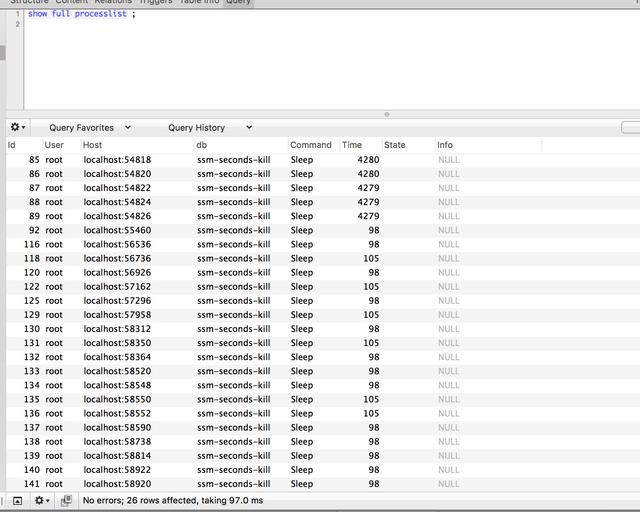 Structure Content Relations Triggers Table Info Query
1 show full processlist ;
2
Query Favorites Query History
Id User Host db Command Time State Info
85 root localhost:54818 ssm-seconds-kill Sleep 4280 NULL
86 root localhost:54820 ssm-seconds-kill Sleep 4280 NULL
87 root localhost:54822 ssm-seconds-kill Sleep 4279 NULL
88 root localhost:54824 ssm-seconds-kill Sleep 4279 NULL
89 root localhost:54826 ssm-seconds-kill Sleep 4279 NULL
92 root localhost:55460 ssm-seconds-kill Sleep 98 NULL
116 root localhost:56536 ssm-seconds-kill Sleep 98 NULL
118 root localhost:56736 ssm-seconds-kill Sleep 105 NULL
120 root localhost:56926 ssm-seconds-kill Sleep 98 NULL
122 root localhost:57162 ssm-seconds-kill Sleep 105 NULL
125 root localhost:57296 ssm-seconds-kill Sleep 98 NULL
129 root localhost:57958 ssm-seconds-kill Sleep 105 NULL
130 root localhost:58312 ssm-seconds-kill Sleep 98 NULL
131 root localhost:58350 ssm-seconds-kill Sleep 105 NULL
132 root localhost:58364 ssm-seconds-kill Sleep 98 NULL
133 root localhost:58520 ssm-seconds-kill Sleep 98 NULL
134 root localhost:58548 ssm-seconds-kill Sleep 98 NULL
135 root localhost:58550 ssm-seconds-kill Sleep 105 NULL
136 root localhost:58552 ssm-seconds-kill Sleep 105 NULL
137 root localhost:58590 ssm-seconds-kill Sleep 98 NULL
138 root localhost:58738 ssm-seconds-kill Sleep 98 NULL
139 root localhost:58814 ssm-seconds-kill Sleep 98 NULL
140 root localhost:58922 ssm-seconds-kill Sleep 98 NULL
141 root localhost:58920 ssm-seconds-kill Sleep 98 NULL
No errors; 26 rows affected, taking 97.0 ms